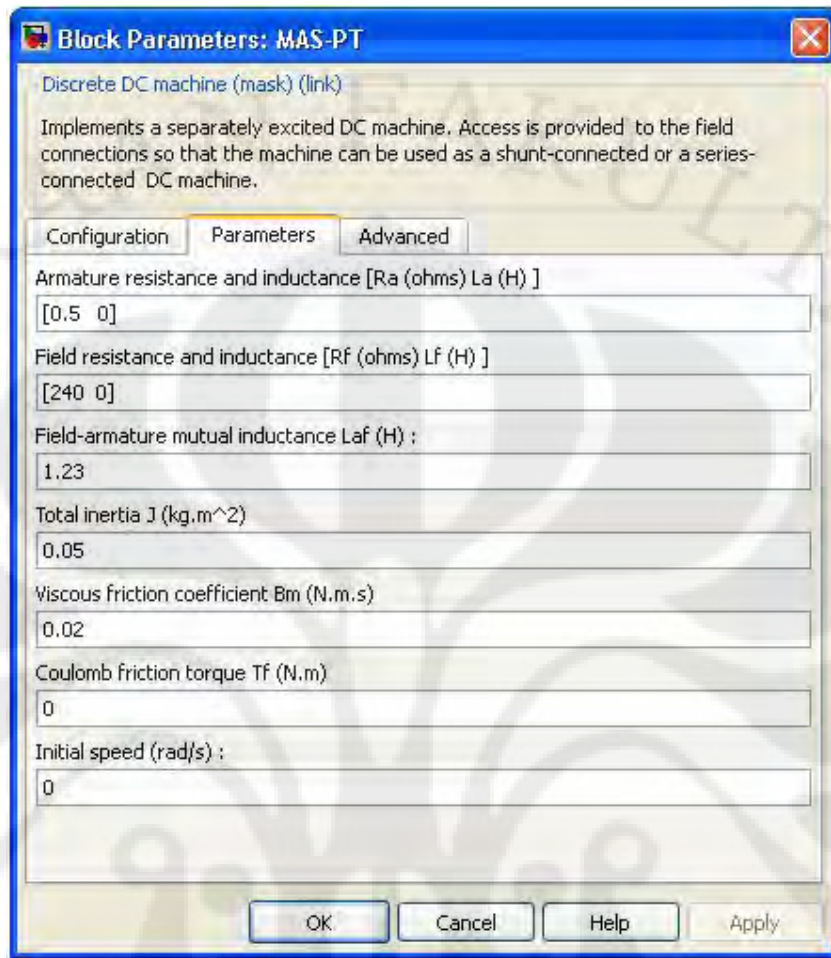 Block Parameters: MAS-PT
Discrete DC machine (mask) (link)
Implements a separately excited DC machine. Access is provided to the field
connections so that the machine can be used as a shunt-connected or a series-
connected DC machine.
Configuration Parameters Advanced
Armature resistance and inductance [Ra (ohms) La (H) ]
[0.5 0]
Field resistance and inductance [Rf (ohms) Lf (H) ]
[240 0]
Field-armature mutual inductance Laf (H) :
1.23
Total inertia J (kg.m^2)
0.05
Viscous friction coefficient Bm (N.m.s)
0.02
Coulomb friction torque Tf (N.m)
0
Initial speed (rad/s) :
0
OK Cancel Help Apply